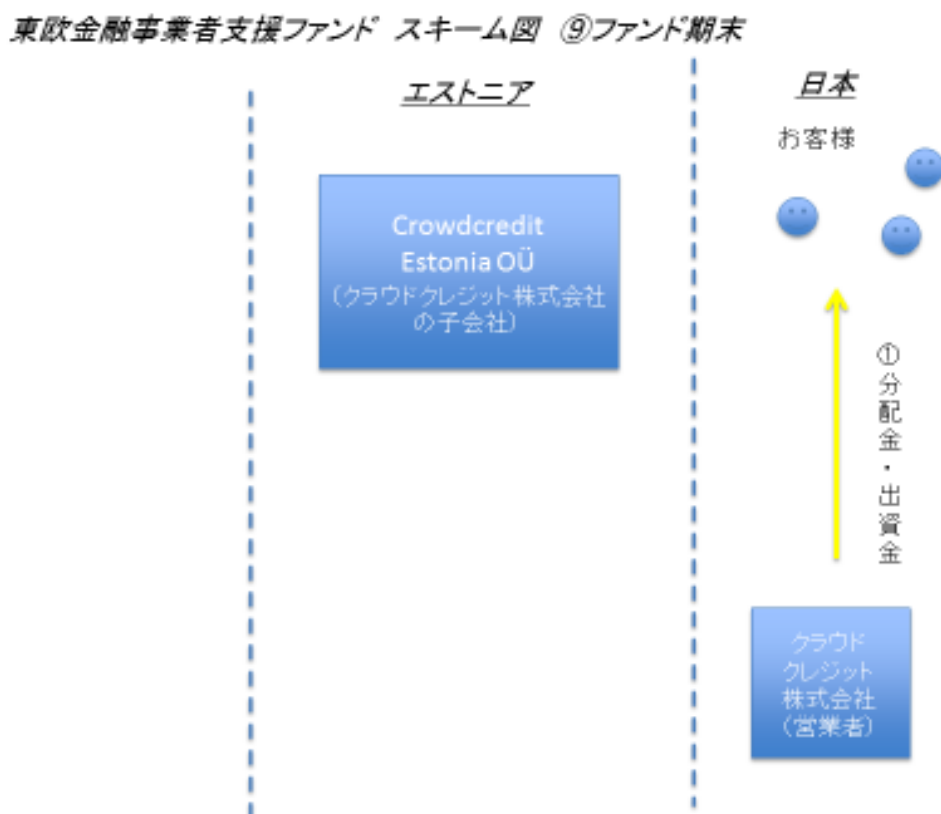 東欧金融事業者支援ファンド スキーム図 ⑨ファンド期末
エストニア
日本
お客様
Crowdcredit
Estonia OÜ
(クラウドクレジット株式会社
の子会社)
①分配金・出資金
クラウド
クレジット
株式会社
(営業者)